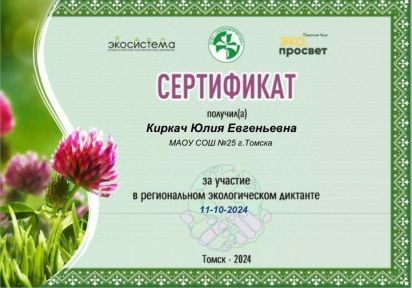 экосистема
ЭКО
просвет
СЕРТИФИКАТ
получил(а)
Киркач Юлия Евгеньевна
МАОУ СОШ №25 г.Томска
за участие
в региональном экологическом диктанте
11-10-2024
Томск - 2024